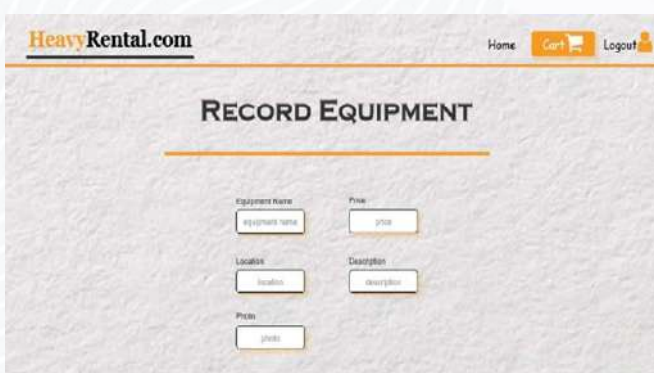 HeavyRental.com
Home Cart Logout
RECORD EQUIPMENT
Equipment Name Price
equipment name price
Location Description
location description
Photo
photo